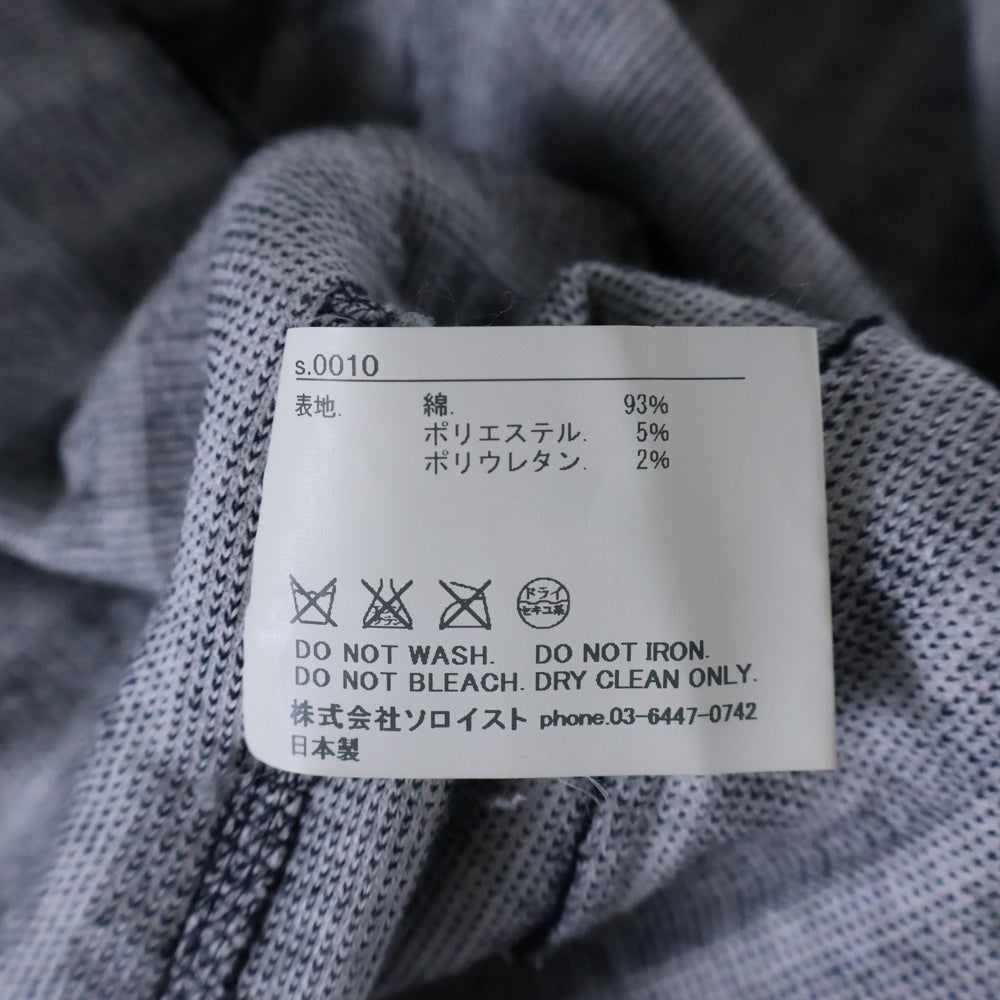 s.0010
表地. 綿. 93%
ポリエステル. 5%
ポリウレタン. 2%
ドライ
セキユ系
DO NOT WASH. DO NOT IRON.
DO NOT BLEACH. DRY CLEAN ONLY.
株式会社ソロイスト phone.03-6447-0742
日本製